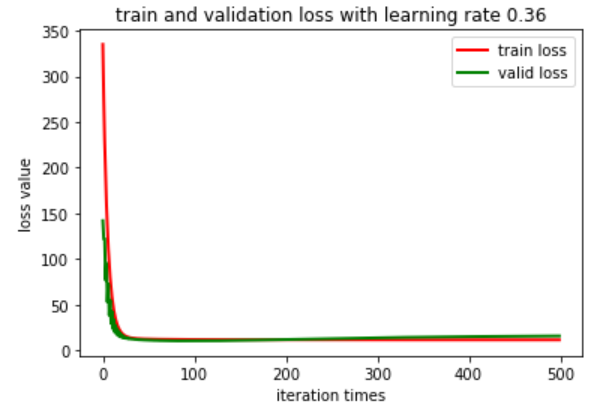 train and validation loss with learning rate 0.36
350
300
250
200
150
100
50
0
loss value
train loss
valid loss
0 100 200 300 400 500
iteration times